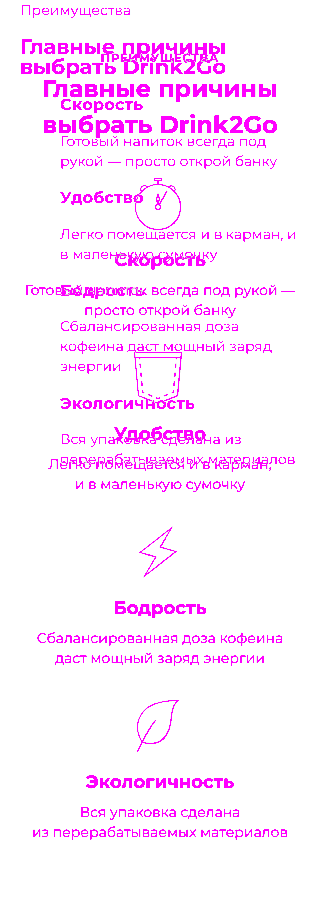 Преимущества
Главные причины
выбрать Drink2Go
ПРЕИМУЩЕСТВА
Главные причины
выбрать Drink2Go
Скорость
Готовый напиток всегда под
рукой — просто открой банку
Удобство
Легко помещается и в карман, и
в маленькую сумочку
Скорость
Бодрость
Готовый напиток всегда под рукой —
просто открой банку
Сбалансированная доза
кофеина даст мощный заряд
энергии
Экологичность
Удобство
Вся упаковка сделана из
перерабатываемых материалов
Легко помещается и в карман,
и в маленькую сумочку
Бодрость
Сбалансированная доза кофеина
даст мощный заряд энергии
Экологичность
Вся упаковка сделана
из перерабатываемых материалов